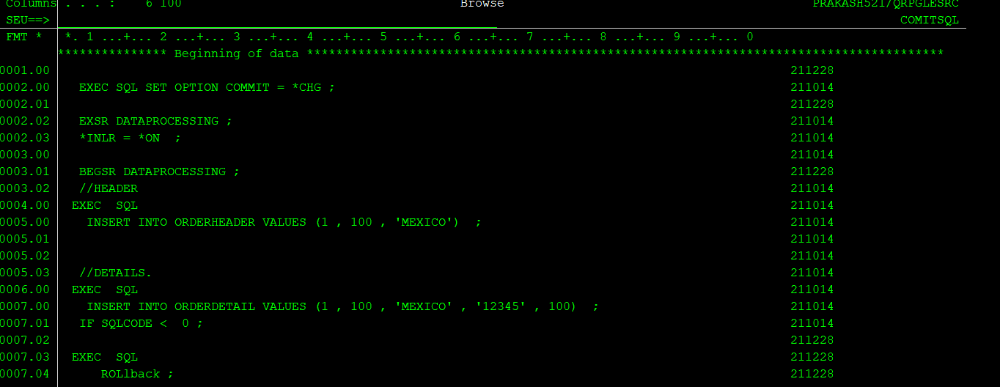 Columns . . . :    6 100                                      Browse                                          PRAKASH5217/QRPGLESRC
SEU==>                                                                                                                    COMITSQL
FMT *  *. 1 ...+... 2 ...+... 3 ...+... 4 ...+... 5 ...+... 6 ...+... 7 ...+... 8 ...+... 9 ...+... 0
*************** Beginning of data ***************************************************************************************
0001.00                                                                                                    211228
0002.00    EXEC SQL SET OPTION COMMIT = *CHG ;                                                             211014
0002.01                                                                                                    211228
0002.02    EXSR DATAPROCESSING ;                                                                           211014
0002.03    *INLR = *ON  ;                                                                                  211014
0003.00                                                                                                    211014
0003.01    BEGSR DATAPROCESSING ;                                                                          211228
0003.02    //HEADER                                                                                        211014
0004.00   EXEC  SQL                                                                                        211014
0005.00     INSERT INTO ORDERHEADER VALUES (1 , 100 , 'MEXICO')  ;                                         211014
0005.01                                                                                                    211014
0005.02                                                                                                    211014
0005.03    //DETAILS.                                                                                      211014
0006.00   EXEC  SQL                                                                                        211014
0007.00     INSERT INTO ORDERDETAIL VALUES (1 , 100 , 'MEXICO' , '12345' , 100)  ;                         211014
0007.01    IF SQLCODE <  0 ;                                                                               211014
0007.02                                                                                                    211228
0007.03   EXEC  SQL                                                                                        211228
0007.04       ROLlback ;                                                                                   211228